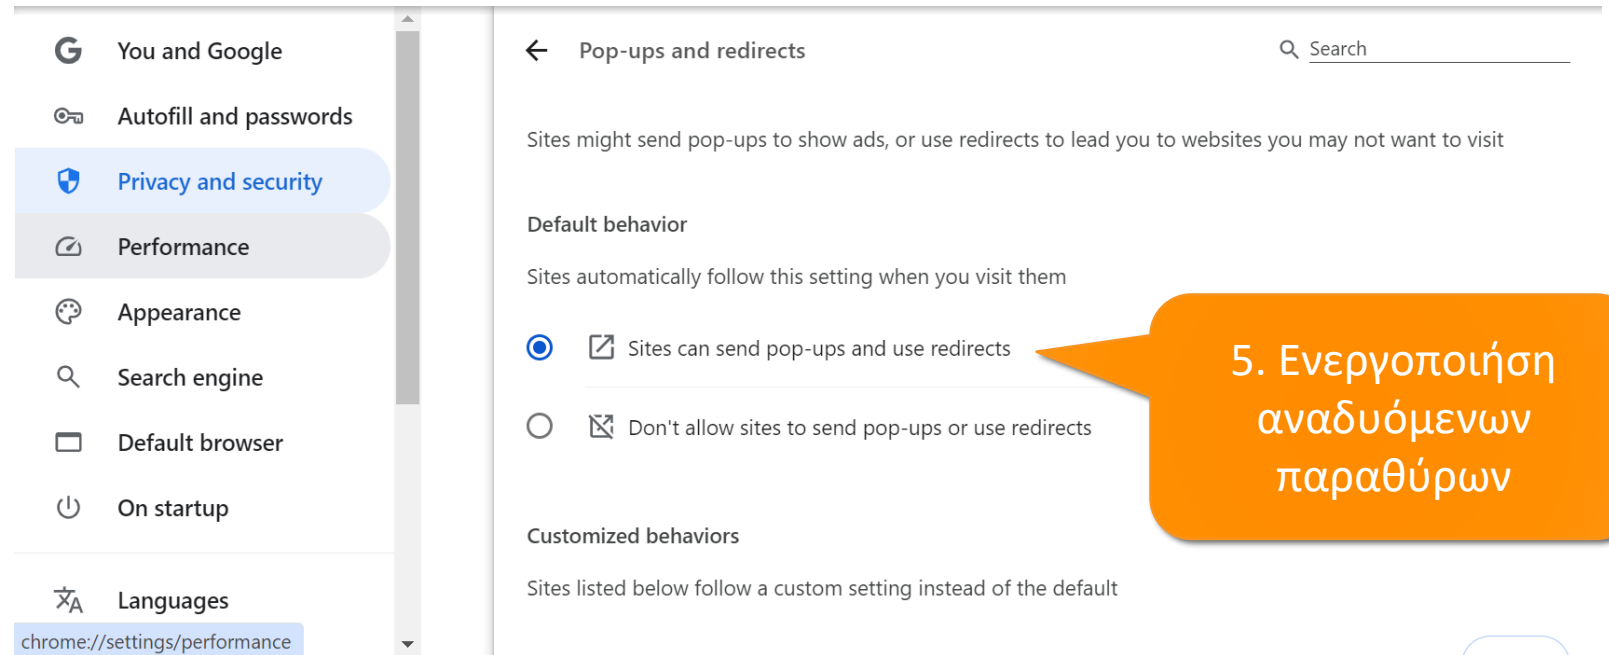 You and Google
Autofill and passwords
Privacy and security
Performance
Appearance
Search engine
Default browser
On startup
Languages
chrome://settings/performance
Pop-ups and redirects
Search
Sites might send pop-ups to show ads, or use redirects to lead you to websites you may not want to visit
Default behavior
Sites automatically follow this setting when you visit them
Sites can send pop-ups and use redirects
Don't allow sites to send pop-ups or use redirects
5. Ενεργοποιήση
αναδυόμενων
παραθύρων
Customized behaviors
Sites listed below follow a custom setting instead of the default